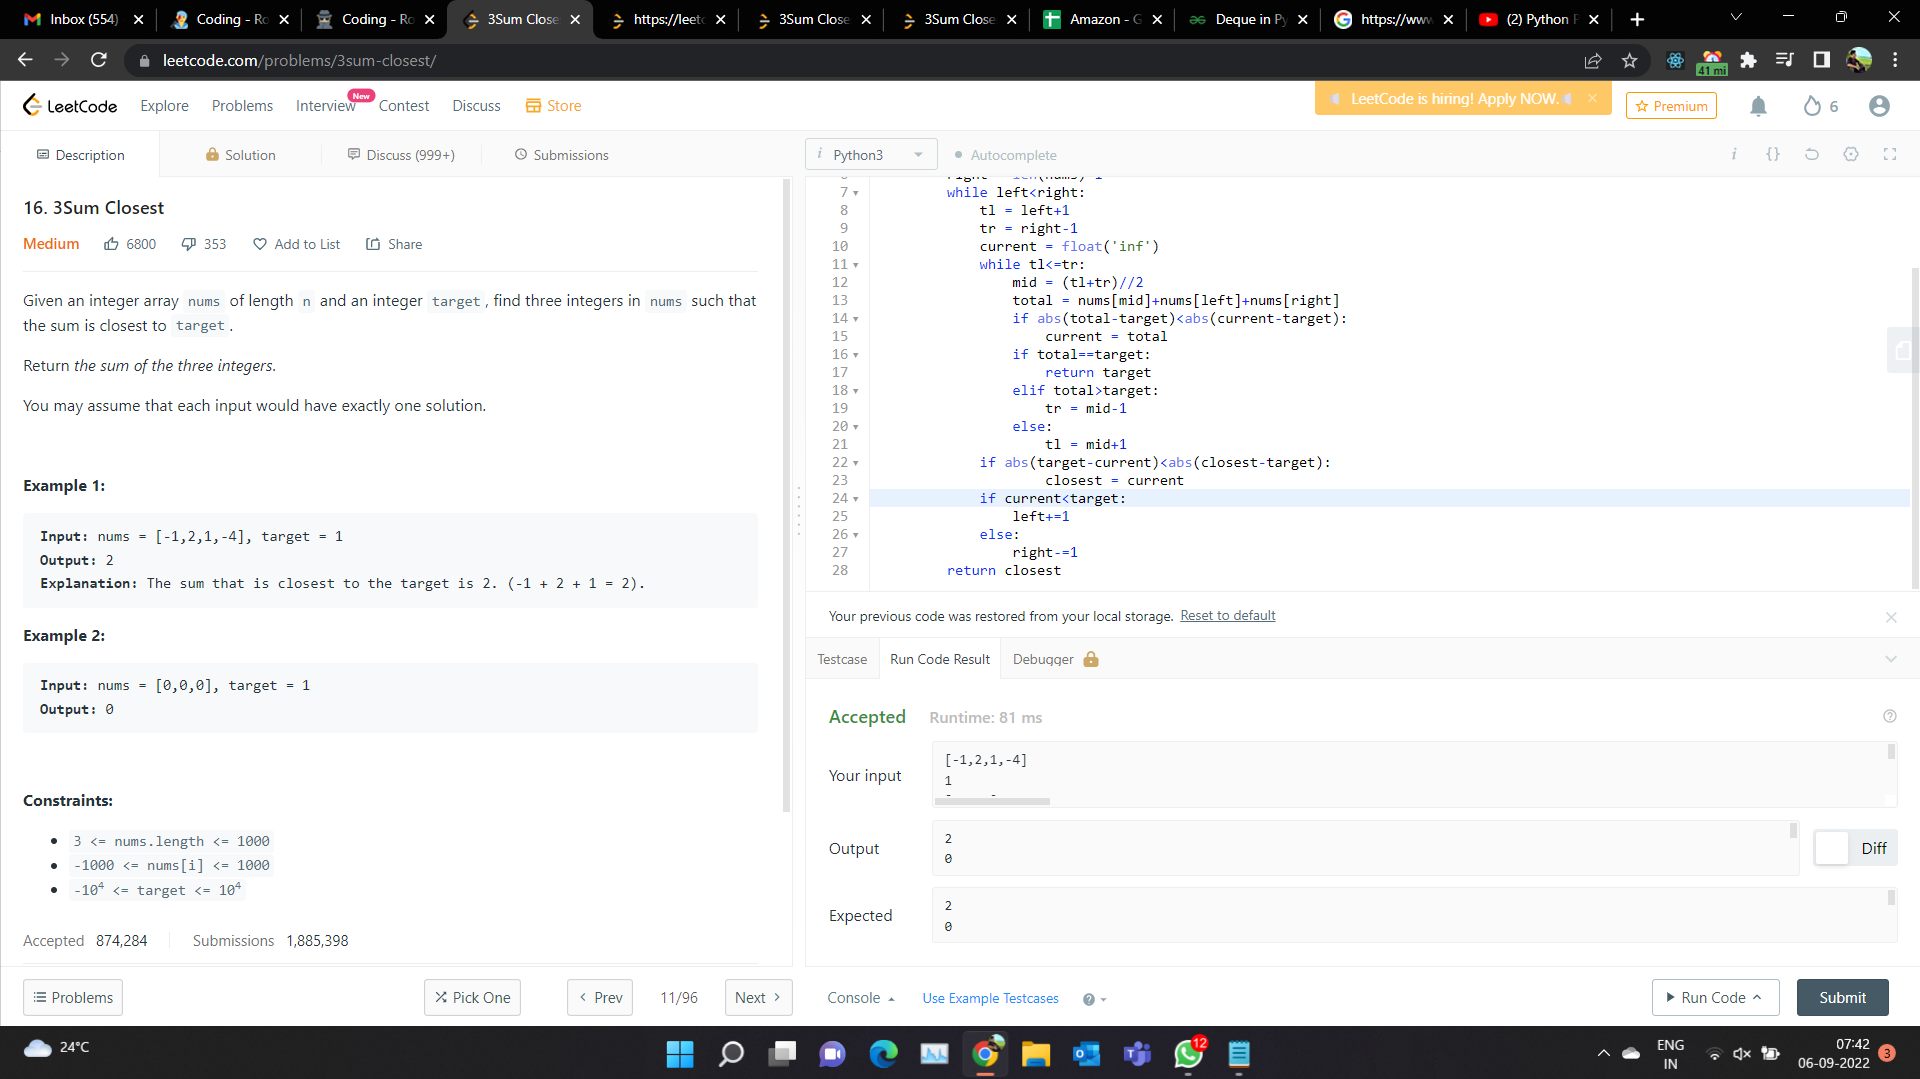 Inbox (554)
Coding - Ro
Coding - Ro
3Sum Close
https://leetc
3Sum Close
3Sum Close
Amazon - G
Deque in Py
https://www
(2) Python F
leetcode.com/problems/3sum-closest/
41 mi
LeetCode
Explore
Problems
Interview
New
Contest
Discuss
Store
LeetCode is hiring! Apply NOW.
Premium
6
Description
Solution
Discuss (999+)
Submissions
i Python3
Autocomplete
i {}
16. 3Sum Closest
Medium 6800 353 Add to List Share
Given an integer array nums of length n and an integer target, find three integers in nums such that
the sum is closest to target.
Return the sum of the three integers.
You may assume that each input would have exactly one solution.
Example 1:
Input: nums = [-1,2,1,-4], target = 1
Output: 2
Explanation: The sum that is closest to the target is 2. (-1 + 2 + 1 = 2).
Example 2:
Input: nums = [0,0,0], target = 1
Output: 0
Constraints:
3 <= nums.length <= 1000
-1000 <= nums[i] <= 1000
-10⁴ <= target <= 10⁴
Accepted 874,284 Submissions 1,885,398
Problems
Pick One
Prev
11/96
Next
7 while left<right:
8 tl = left+1
9 tr = right-1
10 current = float('inf')
11 while tl<=tr:
12 mid = (tl+tr)//2
13 total = nums[mid]+nums[left]+nums[right]
14 if abs(total-target)<abs(current-target):
15 current = total
16 if total==target:
17 return target
18 elif total>target:
19 tr = mid-1
20 else:
21 tl = mid+1
22 if abs(target-current)<abs(closest-target):
23 closest = current
24 if current<target:
25 left+=1
26 else:
27 right-=1
28 return closest
Your previous code was restored from your local storage. Reset to default
Testcase
Run Code Result
Debugger
Accepted Runtime: 81 ms
Your input
[-1,2,1,-4]
1
Output
2
0
Diff
Expected
2
0
Console
Use Example Testcases
Run Code
Submit
24°C
12
ENG
IN
07:42
06-09-2022
3